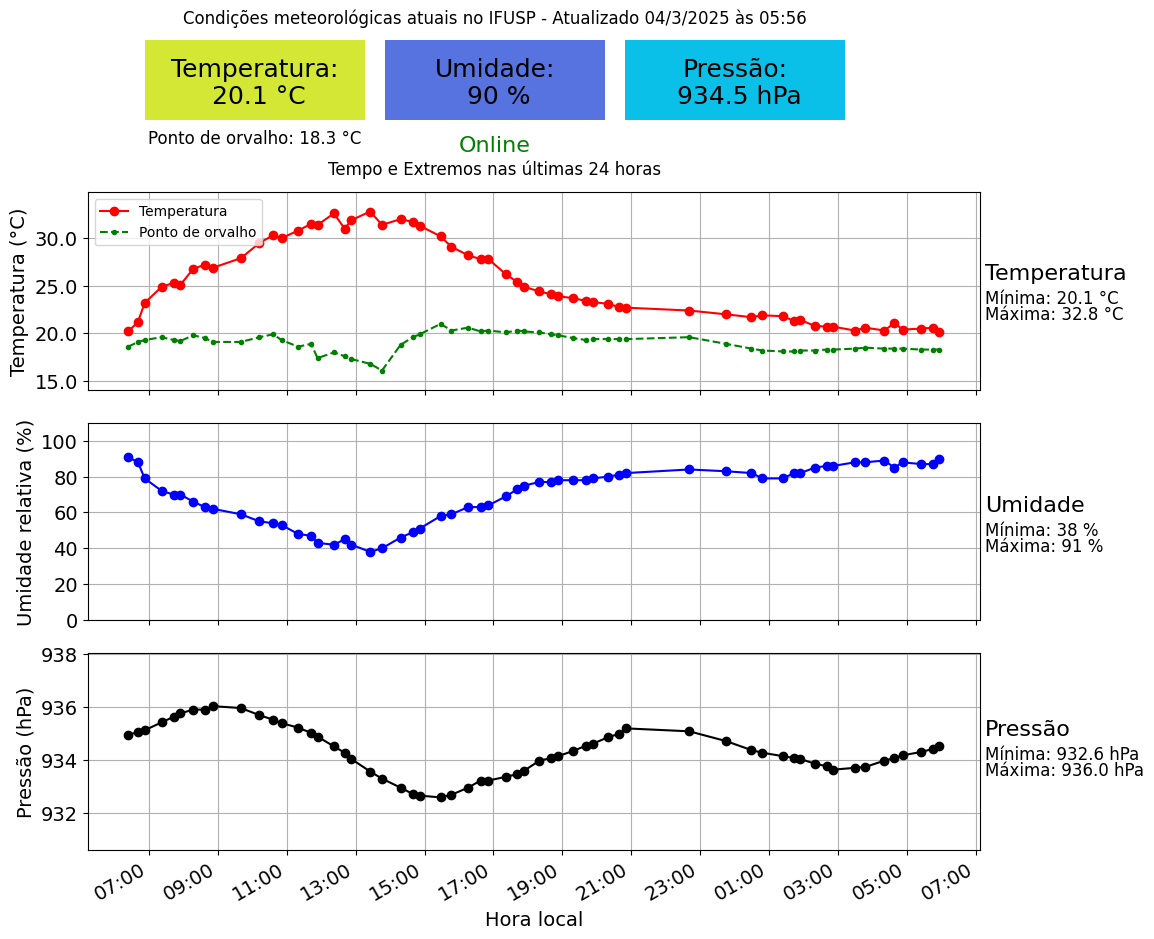 Condições meteorológicas atuais no IFUSP - Atualizado 04/3/2025 às 05:56
Temperatura:
20.1 °C
Umidade:
90 %
Pressão:
934.5 hPa
Ponto de orvalho: 18.3 °C
Online
Tempo e Extremos nas últimas 24 horas
Temperatura (°C)
30.0
25.0
20.0
15.0
Temperatura
Ponto de orvalho
Temperatura
Mínima: 20.1 °C
Máxima: 32.8 °C
Umidade relativa (%)
100
80
60
40
20
0
Umidade
Mínima: 38 %
Máxima: 91 %
Pressão (hPa)
938
936
934
932
Pressão
Mínima: 932.6 hPa
Máxima: 936.0 hPa
07:00
09:00
11:00
13:00
15:00
17:00
19:00
21:00
23:00
01:00
03:00
05:00
07:00
Hora local